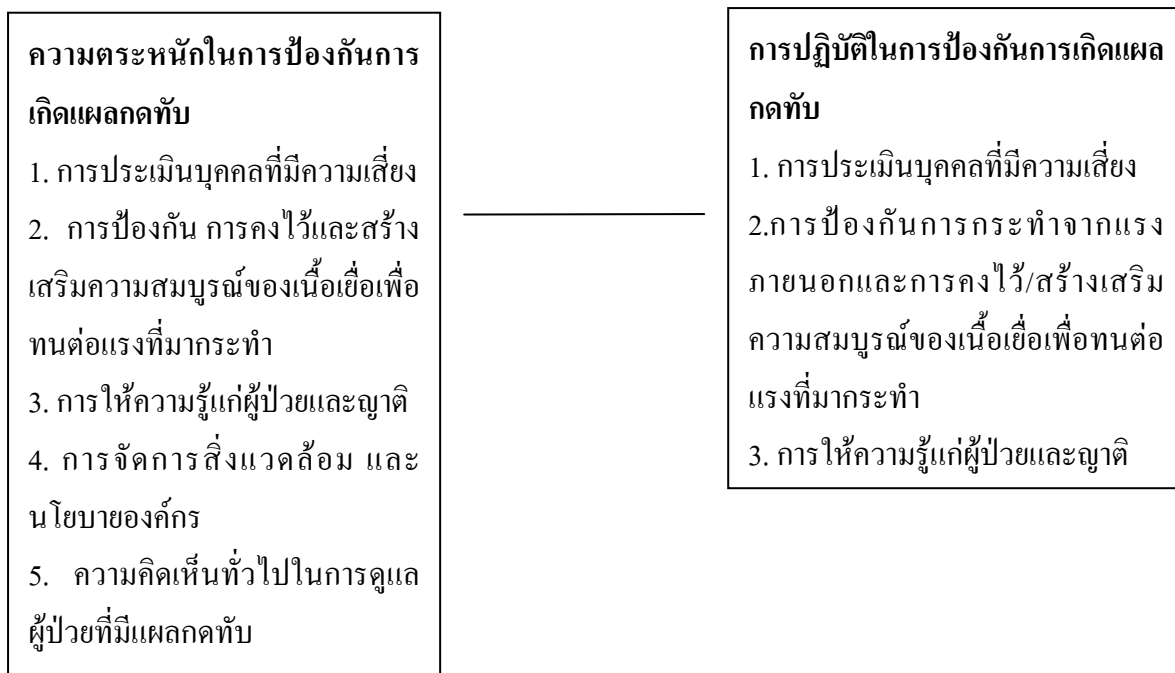 ความตระหนักในการป้องกันการ
เกิดแผลกดทับ
1. การประเมินบุคคลที่มีความเสี่ยง
2. การป้องกัน การคงไว้และสร้าง
เสริมความสมบูรณ์ของเนื้อเยื่อเพื่อ
ทนต่อแรงที่มากระทำ
3. การให้ความรู้แก่ผู้ป่วยและญาติ
4. การจัดการสิ่งแวดล้อม และ
นโยบายองค์กร
5. ความคิดเห็นทั่วไปในการดูแล
ผู้ป่วยที่มีแผลกดทับ
การปฏิบัติในการป้องกันการเกิดแผล
กดทับ
1. การประเมินบุคคลที่มีความเสี่ยง
2.การป้องกันการกระทำจากแรง
ภายนอกและการคงไว้/สร้างเสริม
ความสมบูรณ์ของเนื้อเยื่อเพื่อทนต่อ
แรงที่มากระทำ
3. การให้ความรู้แก่ผู้ป่วยและญาติ